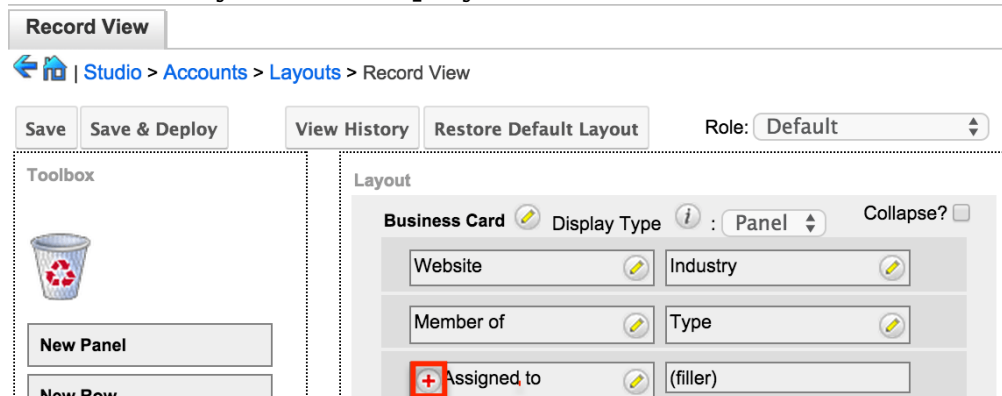 Record View
| Studio > Accounts > Layouts > Record View
Save Save & Deploy View History Restore Default Layout Role: Default
Toolbox
Layout
Business Card Display Type i : Panel Collapse?
Website Industry
Member of Type
New Panel
+ Assigned to (filler)
New Row